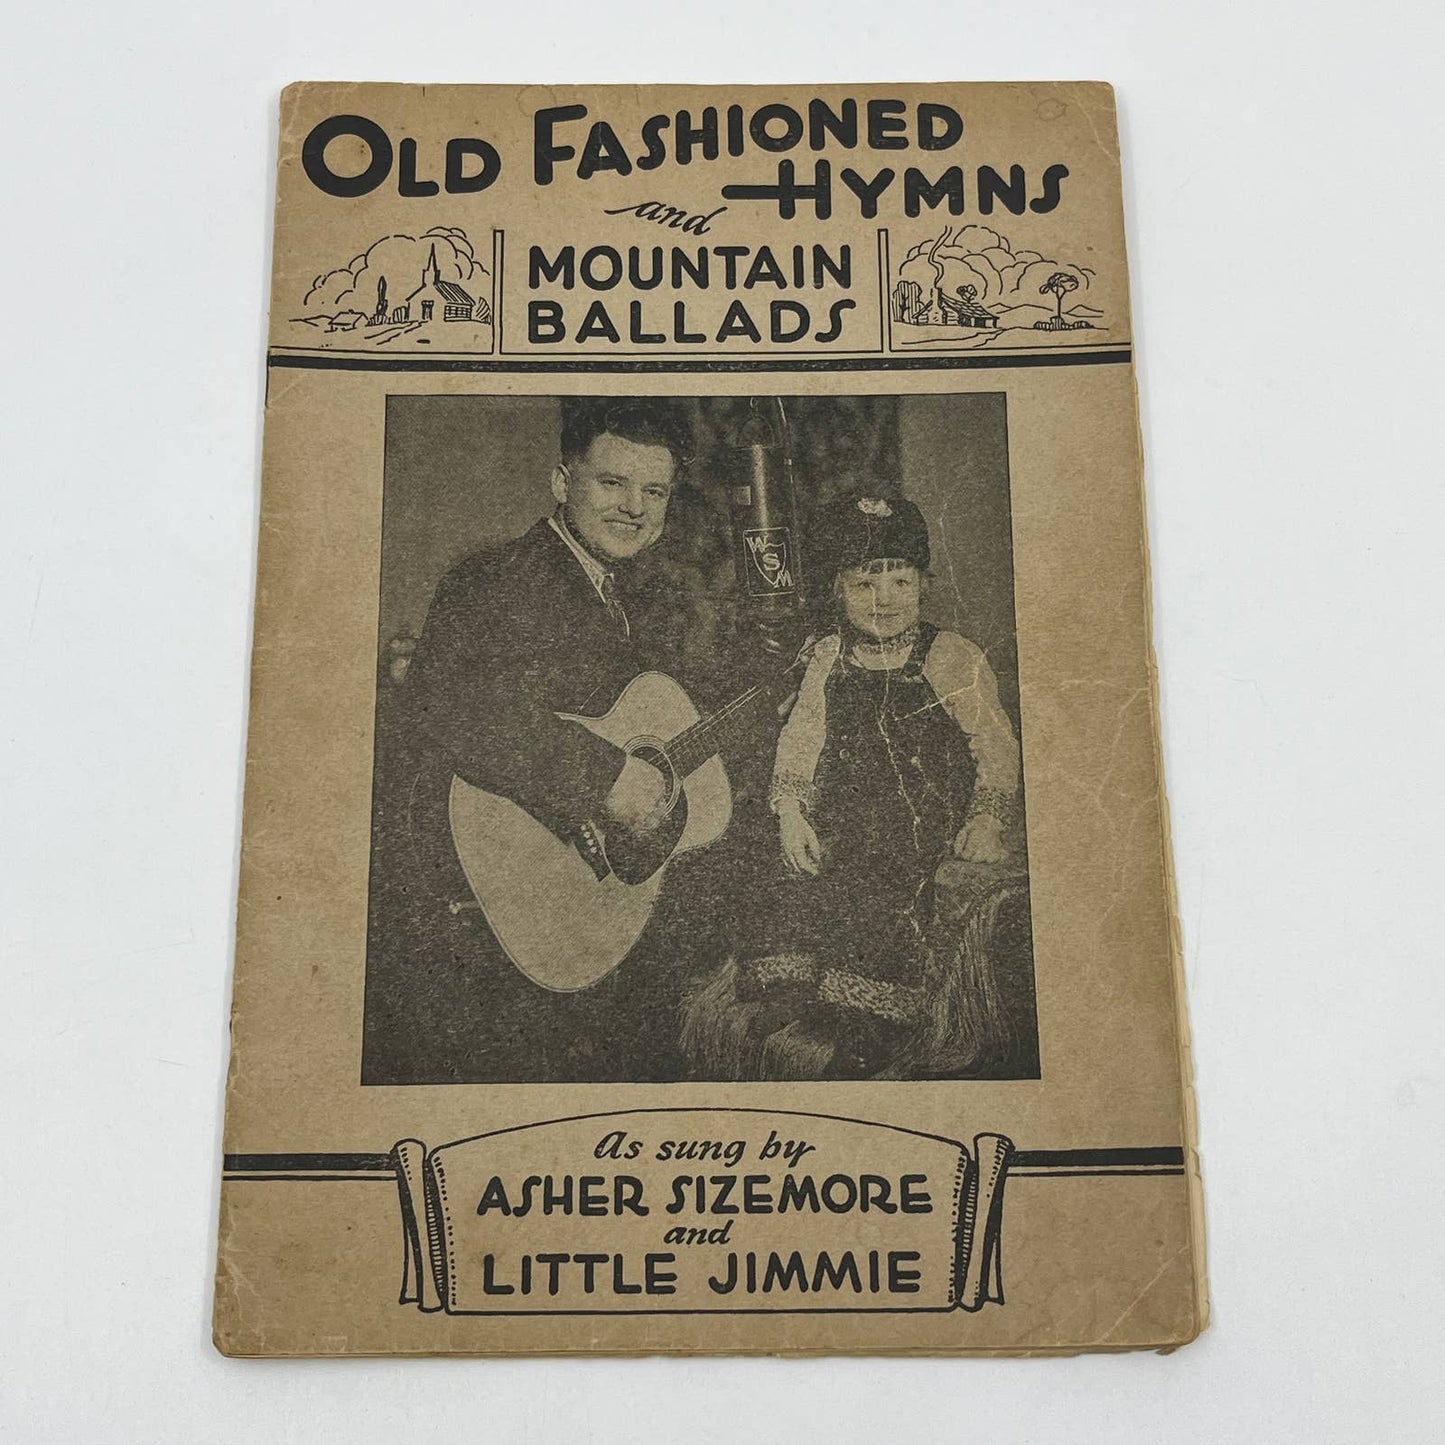 OLD FASHIONED
HYMNS
and
MOUNTAIN
BALLADS
WSM
As sung by
ASHER SIZEMORE
and
LITTLE JIMMIE